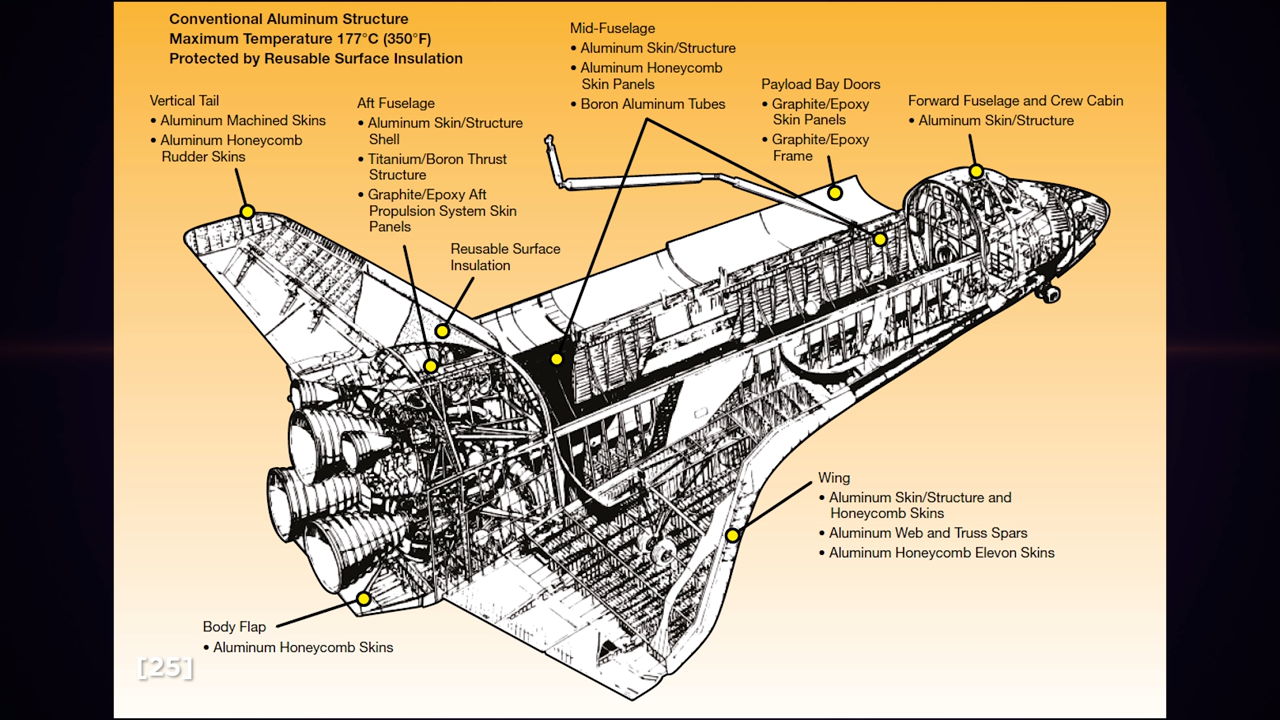 Conventional Aluminum Structure
Maximum Temperature 177°C (350°F)
Protected by Reusable Surface Insulation
Vertical Tail
• Aluminum Machined Skins
• Aluminum Honeycomb
Rudder Skins
Aft Fuselage
• Aluminum Skin/Structure
Shell
• Titanium/Boron Thrust
Structure
• Graphite/Epoxy Aft
Propulsion System Skin
Panels
Reusable Surface
Insulation
Mid-Fuselage
• Aluminum Skin/Structure
• Aluminum Honeycomb
Skin Panels
• Boron Aluminum Tubes
Payload Bay Doors
• Graphite/Epoxy
Skin Panels
• Graphite/Epoxy
Frame
Forward Fuselage and Crew Cabin
• Aluminum Skin/Structure
Wing
• Aluminum Skin/Structure and
Honeycomb Skins
• Aluminum Web and Truss Spars
• Aluminum Honeycomb Elevon Skins
Body Flap
• Aluminum Honeycomb Skins
[25]